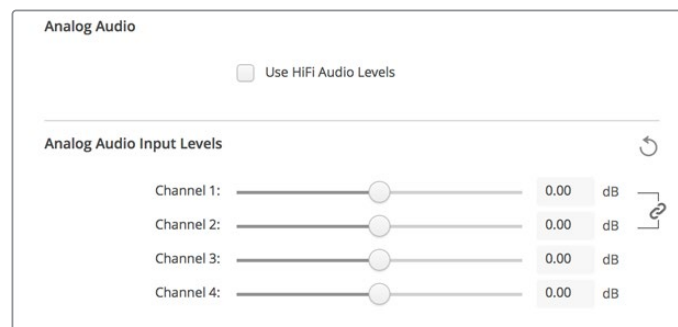 Analog Audio
Use HiFi Audio Levels
Analog Audio Input Levels
Channel 1: 0.00 dB
Channel 2: 0.00 dB
Channel 3: 0.00 dB
Channel 4: 0.00 dB